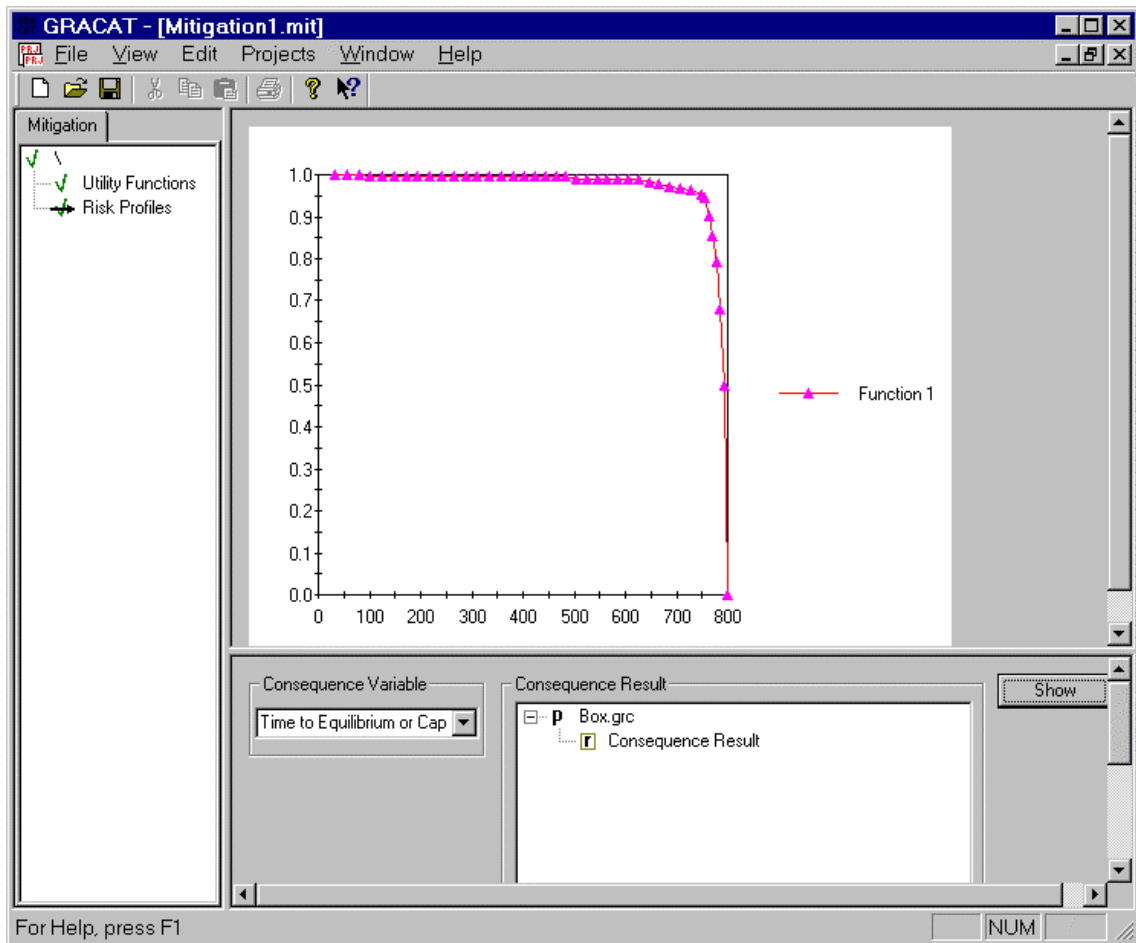 GRACAT - [Mitigation1.mit]
File View Edit Projects Window Help
Mitigation
\
Utility Functions
Risk Profiles
1.0
0.9
0.8
0.7
0.6
0.5
0.4
0.3
0.2
0.1
0.0
0 100 200 300 400 500 600 700 800
Function 1
Consequence Variable
Time to Equilibrium or Cap
Consequence Result
p Box.grc
r Consequence Result
Show
For Help, press F1
NUM